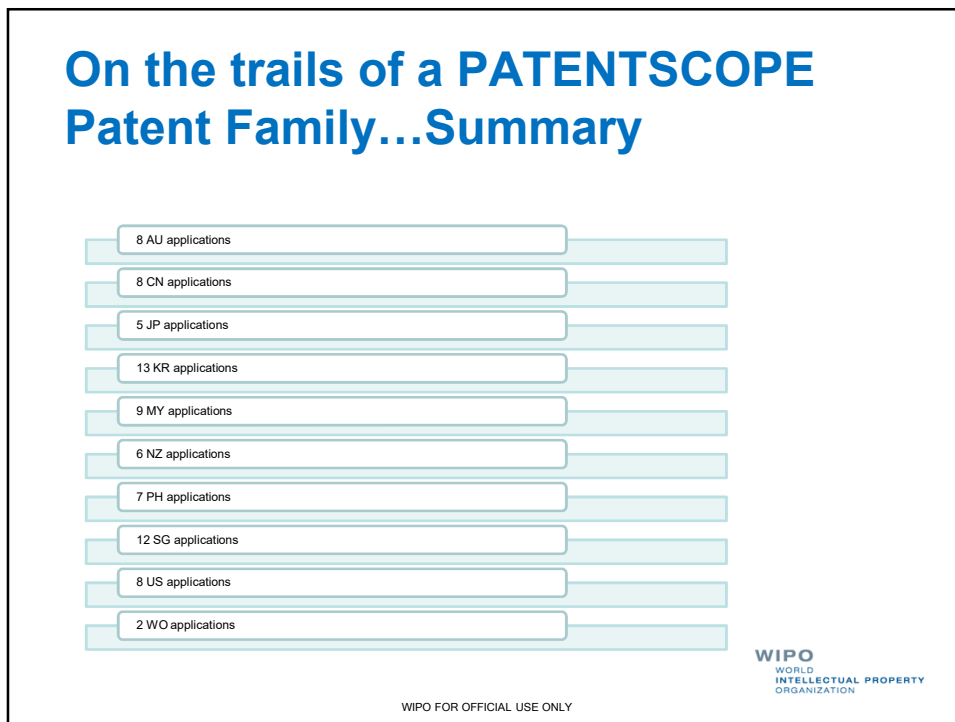 On the trails of a PATENTSCOPE
Patent Family…Summary
8 AU applications
8 CN applications
5 JP applications
13 KR applications
9 MY applications
6 NZ applications
7 PH applications
12 SG applications
8 US applications
2 WO applications
WIPO
WORLD
INTELLECTUAL PROPERTY
ORGANIZATION
WIPO FOR OFFICIAL USE ONLY